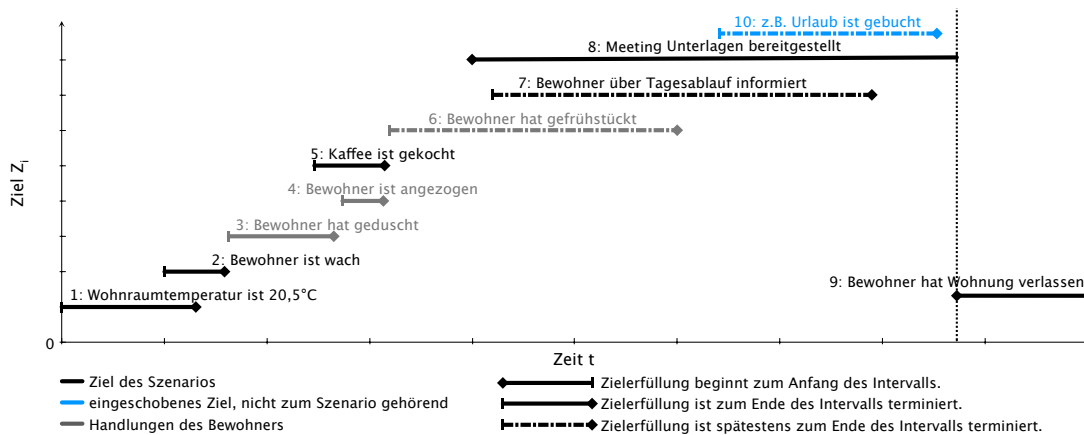 10: z.B. Urlaub ist gebucht
8: Meeting Unterlagen bereitgestellt
7: Bewohner über Tagesablauf informiert
6: Bewohner hat gefrühstückt
5: Kaffee ist gekocht
4: Bewohner ist angezogen
3: Bewohner hat geduscht
2: Bewohner ist wach
1: Wohnraumtemperatur ist 20,5°C
9: Bewohner hat Wohnung verlassen
Ziel Zi
0
Zeit t
Ziel des Szenarios
eingeschobenes Ziel, nicht zum Szenario gehörend
Handlungen des Bewohners
Zielerfüllung beginnt zum Anfang des Intervalls.
Zielerfüllung ist zum Ende des Intervalls terminiert.
Zielerfüllung ist spätestens zum Ende des Intervalls terminiert.